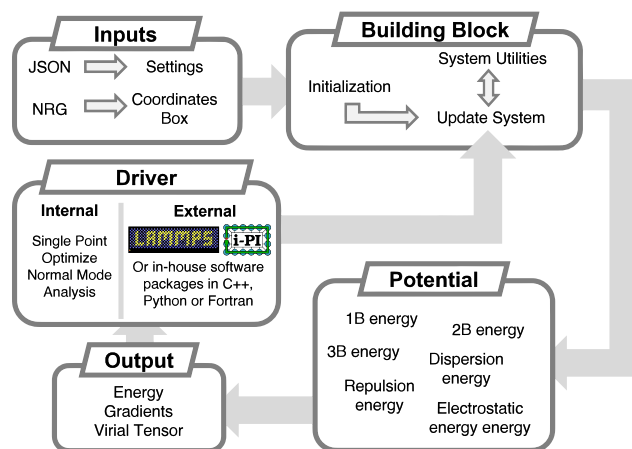 Inputs
JSON Settings
NRG Coordinates
Box
Building Block
System Utilities
Initialization
Update System
Driver
Internal
Single Point
Optimize
Normal Mode
Analysis
External
LAMMPS i-PI
Or in-house software
packages in C++,
Python or Fortran
Potential
1B energy
2B energy
3B energy
Dispersion
energy
Repulsion
energy
Electrostatic
energy energy
Output
Energy
Gradients
Virial Tensor